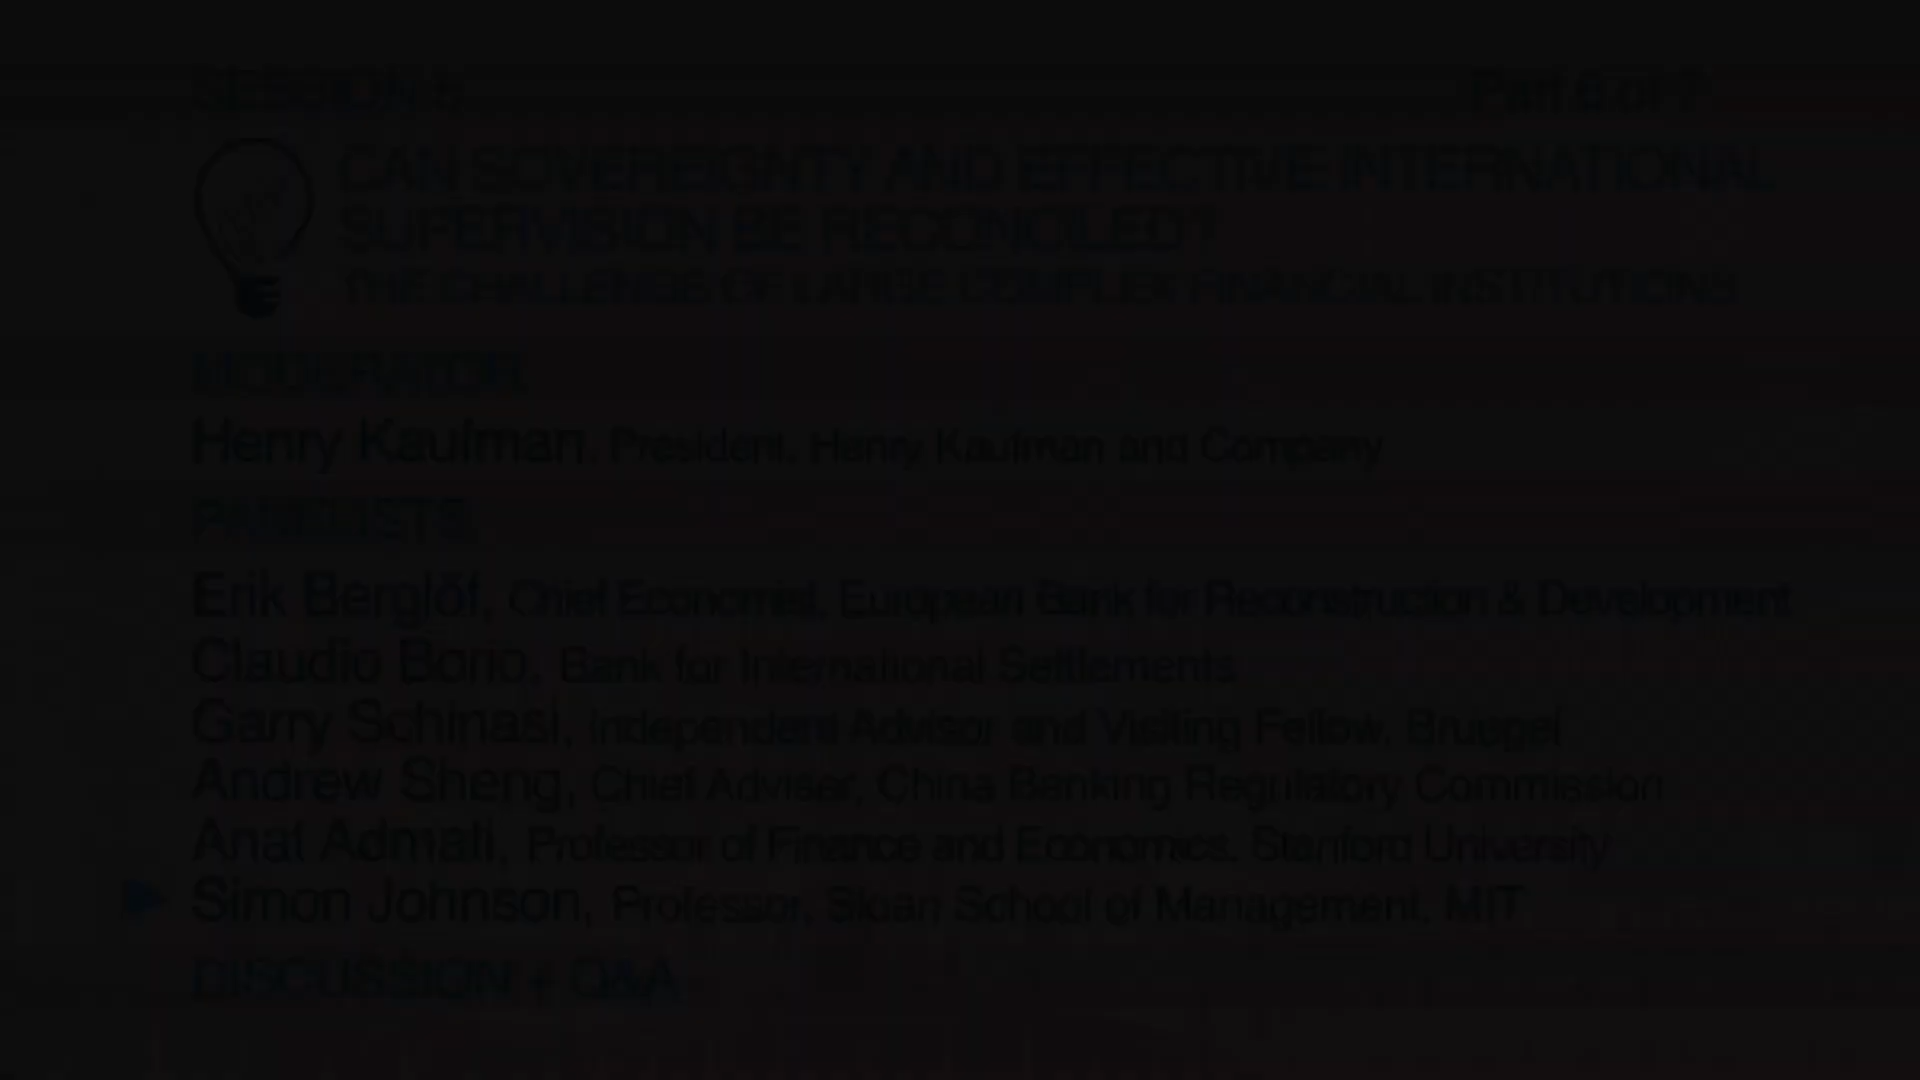 SESSION 5
Part 6 of 7
CAN SOVEREIGNTY AND EFFECTIVE INTERNATIONAL
SUPERVISION BE RECONCILED?
THE CHALLENGE OF LARGE COMPLEX FINANCIAL INSTITUTIONS
MODERATOR
Henry Kaufman, President, Henry Kaufman and Company
PANELISTS
Erik Berglöf, Chief Economist, European Bank for Reconstruction & Development
Claudio Borio, Bank for International Settlements
Garry Schinasi, Independent Advisor and Visiting Fellow, Bruegel
Andrew Sheng, Chief Adviser, China Banking Regulatory Commission
Anat Admati, Professor of Finance and Economics, Stanford University
Simon Johnson, Professor, Sloan School of Management, MIT
DISCUSSION + Q&A